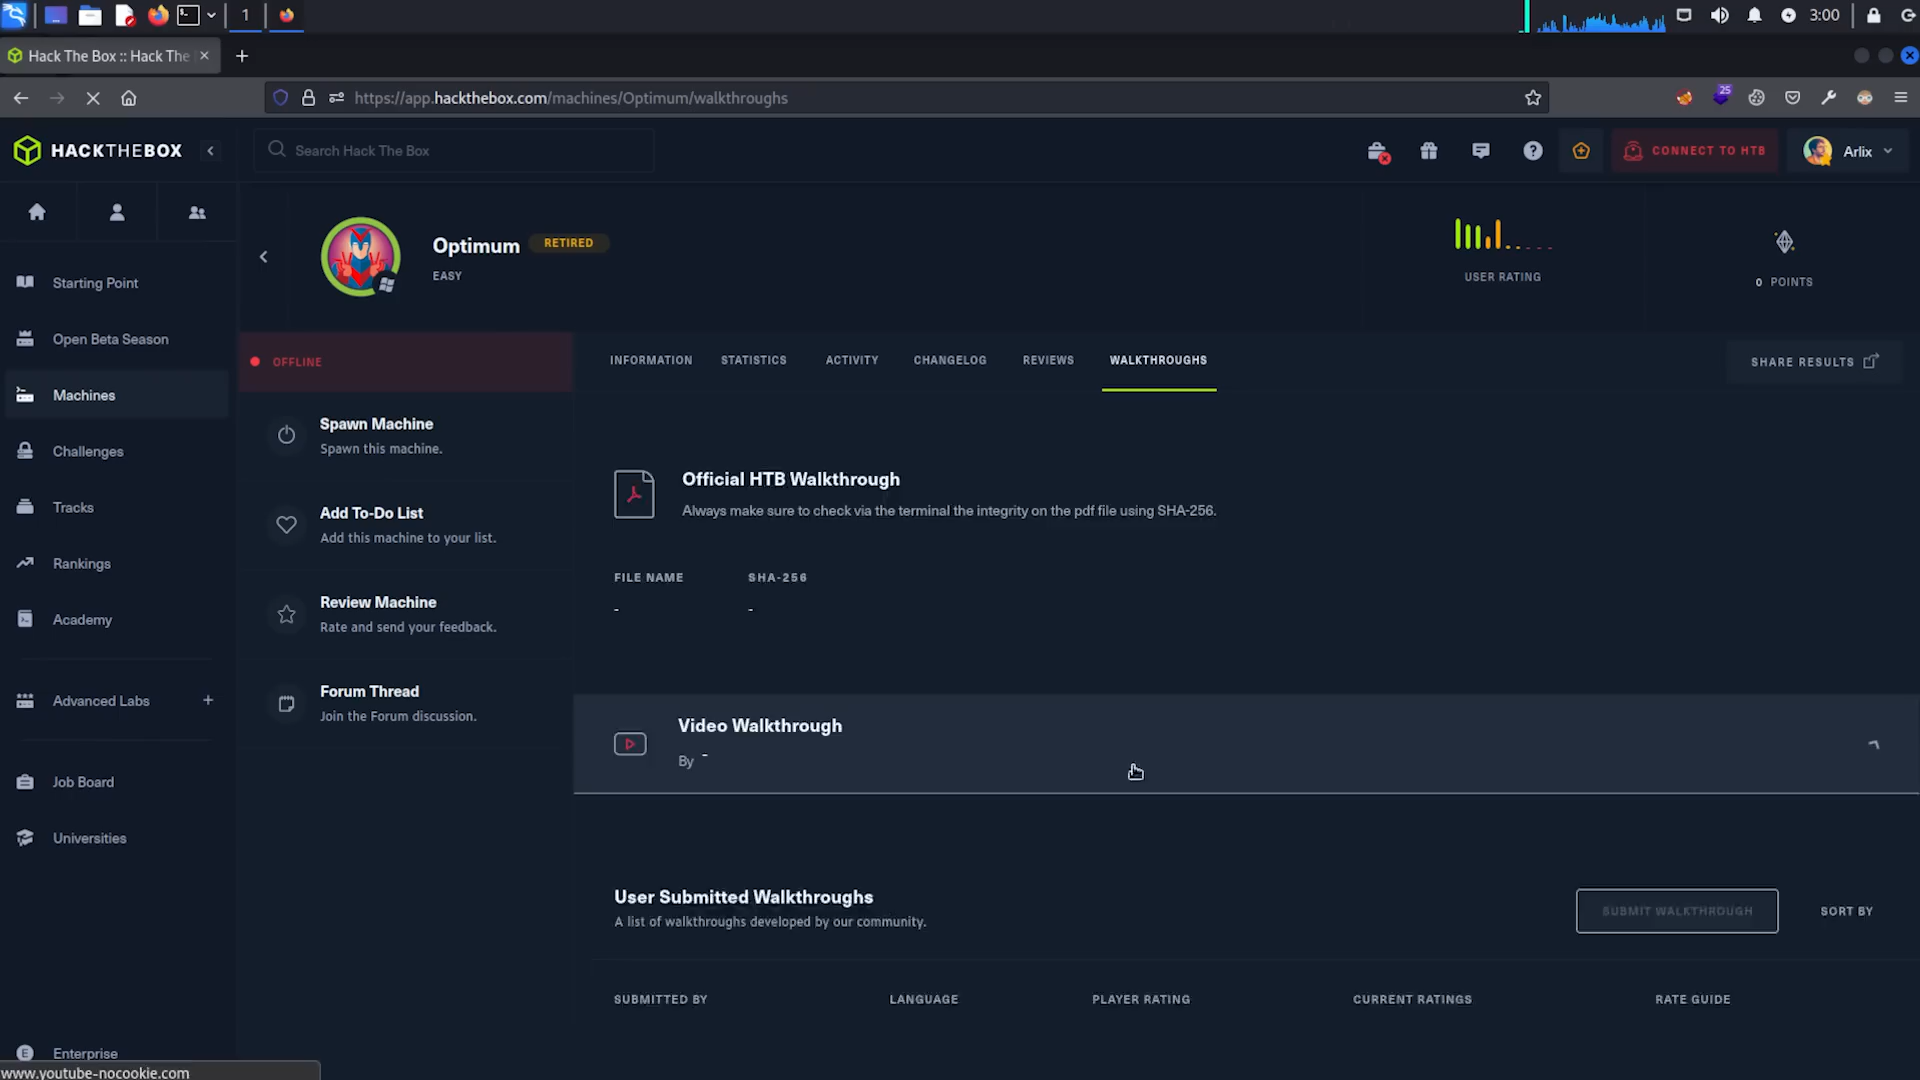 1
3:00
Hack The Box :: Hack The
https://app.hackthebox.com/machines/Optimum/walkthroughs
25
HACKTHEBOX
Search Hack The Box
CONNECT TO HTB
Arlix
Optimum
RETIRED
EASY
USER RATING
0 POINTS
Starting Point
Open Beta Season
Machines
Challenges
Tracks
Rankings
Academy
Advanced Labs +
Job Board
Universities
E Enterprise
OFFLINE
Spawn Machine
Spawn this machine.
Add To-Do List
Add this machine to your list.
Review Machine
Rate and send your feedback.
Forum Thread
Join the Forum discussion.
INFORMATION
STATISTICS
ACTIVITY
CHANGELOG
REVIEWS
WALKTHROUGHS
SHARE RESULTS
Official HTB Walkthrough
Always make sure to check via the terminal the integrity on the pdf file using SHA-256.
FILE NAME SHA-256
- -
Video Walkthrough
By -
User Submitted Walkthroughs
A list of walkthroughs developed by our community.
SUBMIT WALKTHROUGH
SORT BY
SUBMITTED BY LANGUAGE PLAYER RATING CURRENT RATINGS RATE GUIDE
www.youtube-nocookie.com